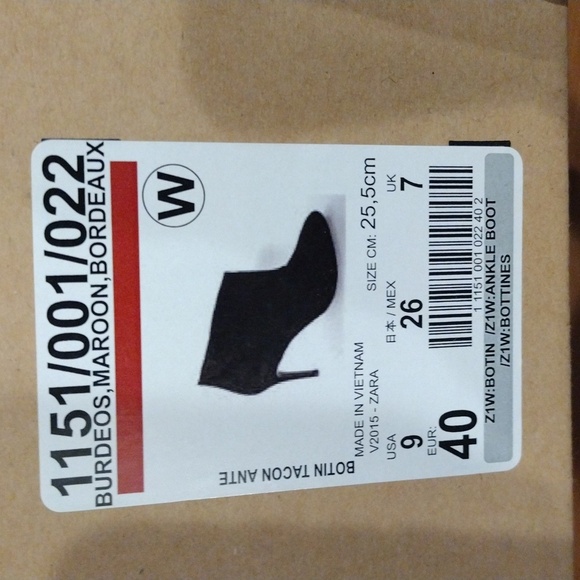 1151/001/022
BURDEOS,MAROON,BORDEAUX
W
BOTIN TACON ANTE
MADE IN VIETNAM
V2015 - ZARA
SIZE CM: 25,5cm
USA
9
日本 / MEX
26
UK
7
EUR:
40
1 1151 001 022 40 2
Z1W:BOTIN /Z1W:ANKLE BOOT
/Z1W:BOTTINES